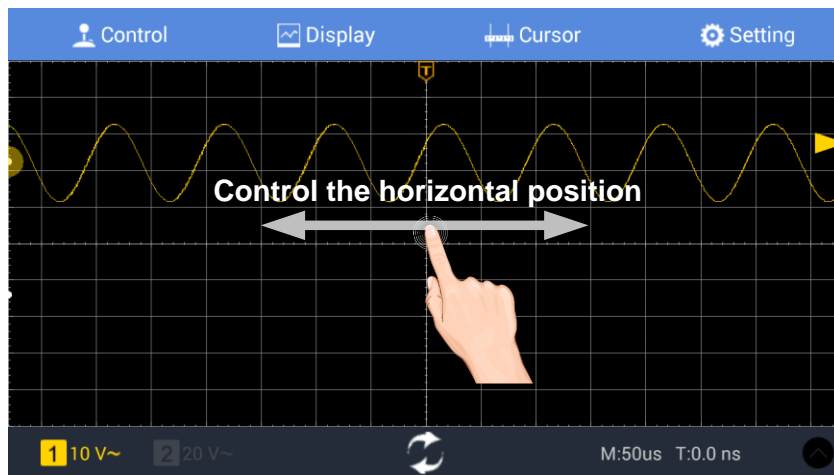 Control Display Cursor Setting
T
Control the horizontal position
1 10 V~ 2 20 V~ M:50us T:0.0 ns